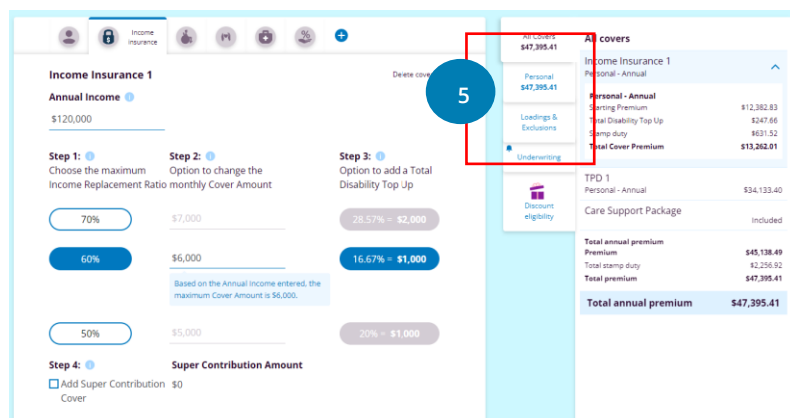 Income
insurance
Income Insurance 1
Delete cove
Annual Income
$120,000
Step 1:
Choose the maximum
Income Replacement Ratio
Step 2:
Option to change the
monthly Cover Amount
Step 3:
Option to add a Total
Disability Top Up
70%
$7,000
28.57% = $2,000
60%
$6,000
16.67% = $1,000
Based on the Annual Income entered, the
maximum Cover Amount is $6,000.
50%
$5,000
20% = $1,000
Step 4:
Super Contribution Amount
Add Super Contribution
Cover
$0
5
All Covers
$47,395.41
Personal
$47,395.41
Loadings &
Exclusions
Underwriting
Discount
eligibility
All covers
Income Insurance 1
Personal - Annual
Personal - Annual
Starting Premium $12,382.83
Total Disability Top Up $247.66
Stamp duty $631.52
Total Cover Premium $13,262.01
TPD 1
Personal - Annual $34,133.40
Care Support Package Included
Total annual premium
Premium $45,138.49
Total stamp duty $2,256.92
Total premium $47,395.41
Total annual premium $47,395.41